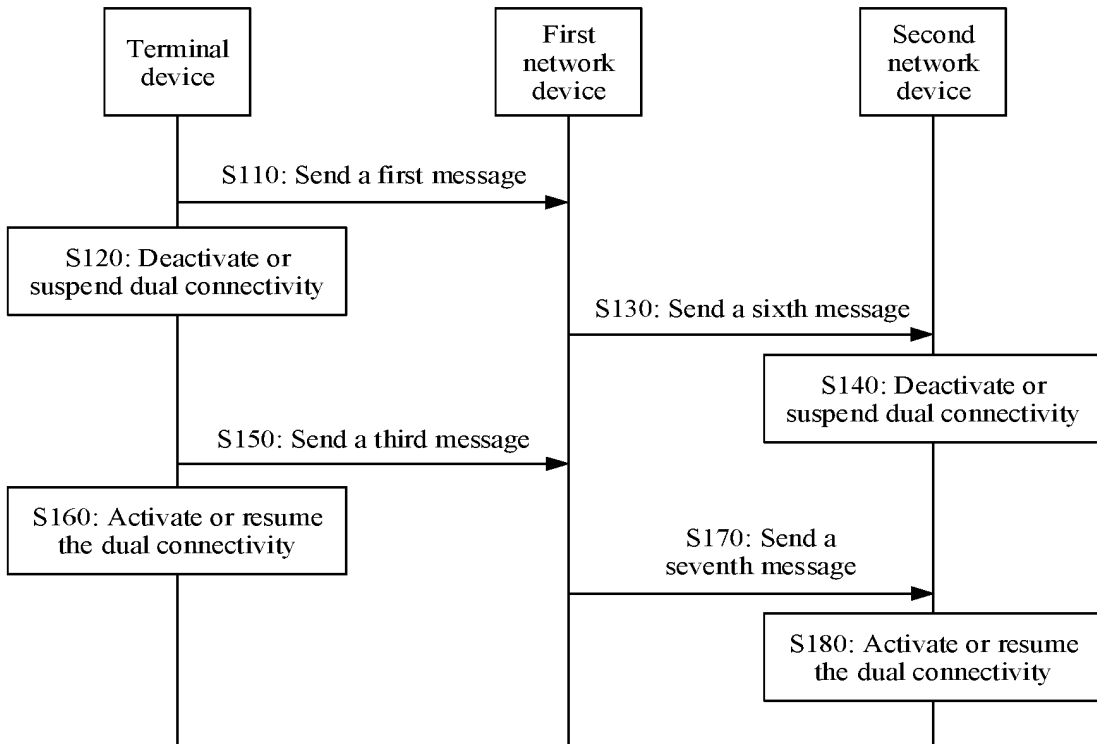 Terminal
device
First
network
device
Second
network
device
S110: Send a first message
S120: Deactivate or
suspend dual connectivity
S130: Send a sixth message
S140: Deactivate or
suspend dual connectivity
S150: Send a third message
S160: Activate or resume
the dual connectivity
S170: Send a
seventh message
S180: Activate or resume
the dual connectivity